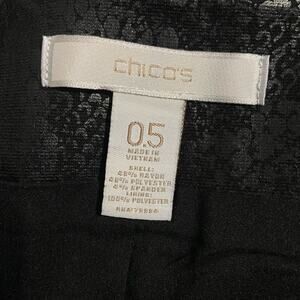 chico's
0.5
MADE IN
VIETNAM
SHELL:
48% RAYON
48% POLYESTER
4% SPANDEX
LINING:
100% POLYESTER